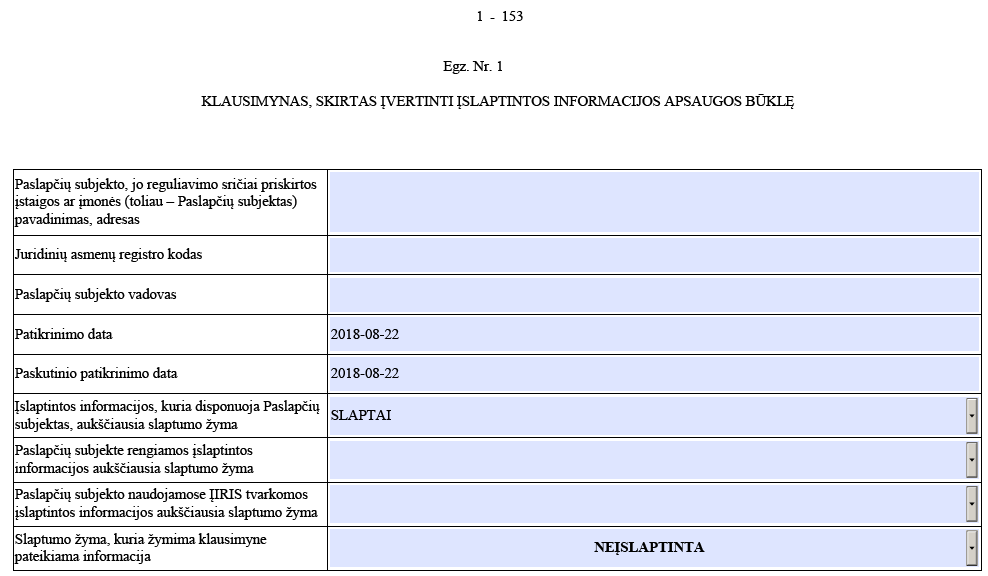 1 - 153
Egz. Nr. 1
KLAUSIMYNAS, SKIRTAS ĮVERTINTI ĮSLAPTINTOS INFORMACIJOS APSAUGOS BŪKLĘ
Paslapčių subjekto, jo reguliavimo sričiai priskirtos
įstaigos ar įmonės (toliau – Paslapčių subjektas)
pavadinimas, adresas
Juridinių asmenų registro kodas
Paslapčių subjekto vadovas
Patikrinimo data
2018-08-22
Paskutinio patikrinimo data
2018-08-22
Įslaptintos informacijos, kuria disponuoja Paslapčių
subjektas, aukščiausia slaptumo žyma
SLAPTAI
Paslapčių subjekte rengiamos įslaptintos
informacijos aukščiausia slaptumo žyma
Paslapčių subjekto naudojamose ĮIRIS tvarkomos
įslaptintos informacijos aukščiausia slaptumo žyma
Slaptumo žyma, kuria žymima klausimyne
pateikiama informacija
NEĮSLAPTINTA